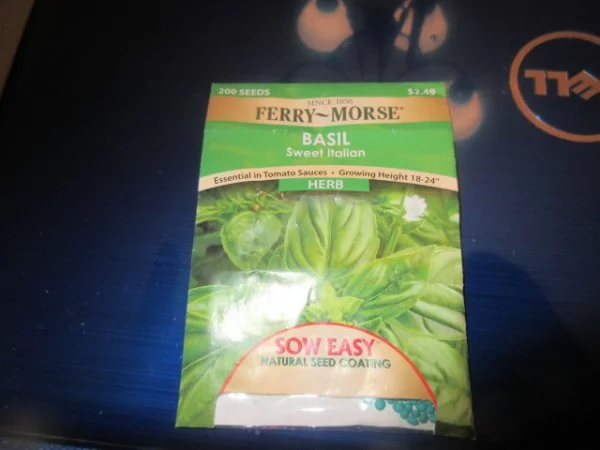 200 SEEDS $2.49
SINCE 1856
FERRY~MORSE®
BASIL
Sweet Italian
Essential in Tomato Sauces • Growing Height 18-24"
HERB
SOW EASY
NATURAL SEED COATING
DELL